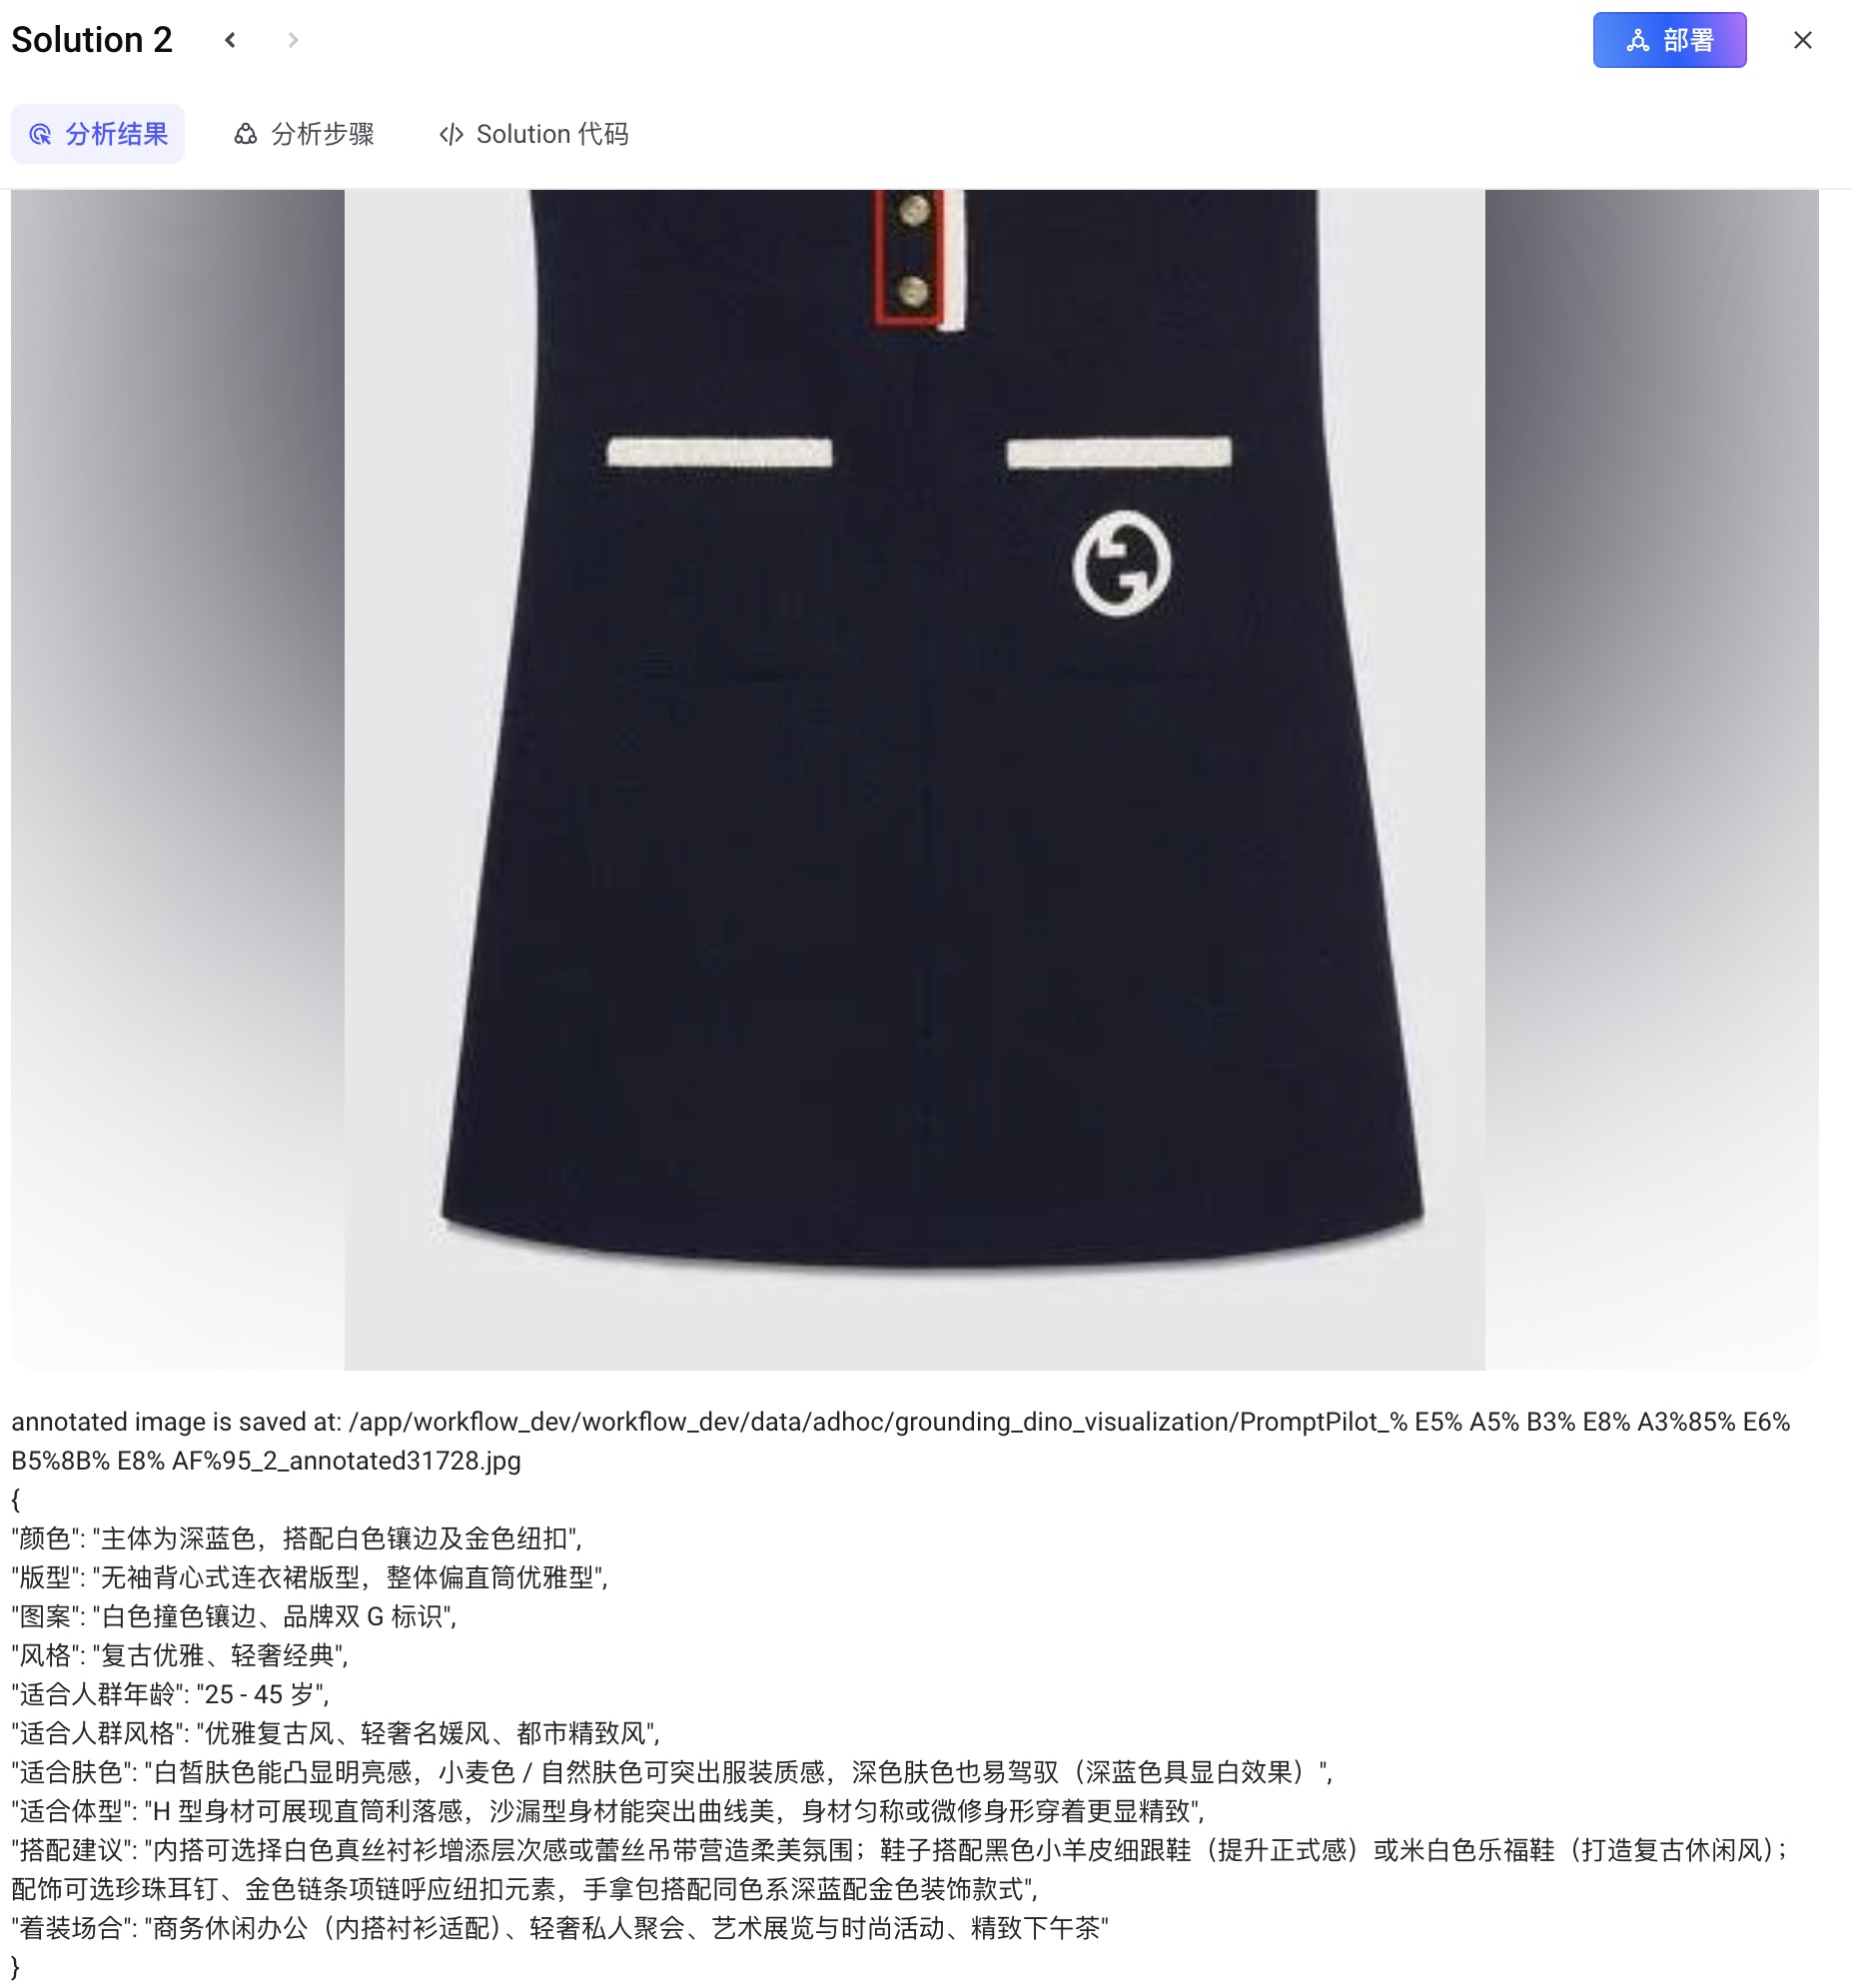 Solution 2
部署
分析结果
分析步骤
Solution 代码
annotated image is saved at: /app/workflow_dev/workflow_dev/data/adhoc/grounding_dino_visualization/PromptPilot_% E5% A5% B3% E8% A3%85% E6%
B5%8B% E8% AF%95_2_annotated31728.jpg
{
"颜色": "主体为深蓝色，搭配白色镶边及金色纽扣",
"版型": "无袖背心式连衣裙版型，整体偏直筒优雅型",
"图案": "白色撞色镶边、品牌双 G 标识",
"风格": "复古优雅、轻奢经典",
"适合人群年龄": "25 - 45 岁",
"适合人群风格": "优雅复古风、轻奢名媛风、都市精致风",
"适合肤色": "白皙肤色能凸显明亮感，小麦色 / 自然肤色可突出服装质感，深色肤色也易驾驭（深蓝色具显白效果）",
"适合体型": "H 型身材可展现直筒利落感，沙漏型身材能突出曲线美，身材匀称或微修身形穿着更显精致",
"搭配建议": "内搭可选择白色真丝衬衫增添层次感或蕾丝吊带营造柔美氛围；鞋子搭配黑色小羊皮细跟鞋（提升正式感）或米白色乐福鞋（打造复古休闲风）；
配饰可选珍珠耳钉、金色链条项链呼应纽扣元素，手拿包搭配同色系深蓝配金色装饰款式",
"着装场合": "商务休闲办公（内搭衬衫适配）、轻奢私人聚会、艺术展览与时尚活动、精致下午茶"
}